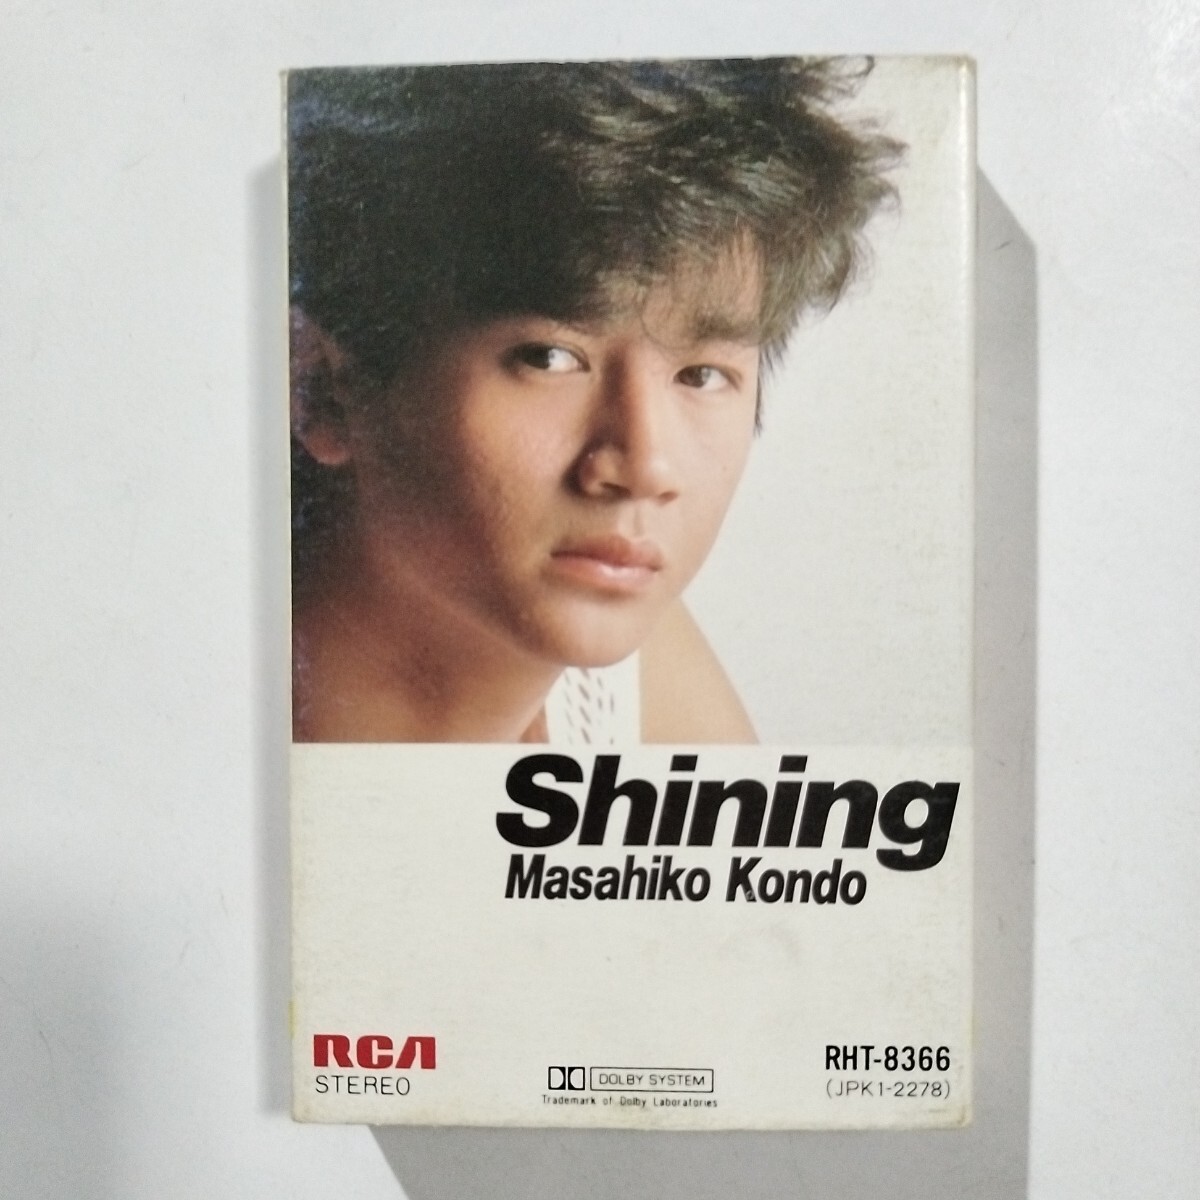 Shining
Masahiko Kondo
RCA
STEREO
DOLBY SYSTEM
Trademark of Dolby Laboratories
RHT-8366
(JPK1-2278)